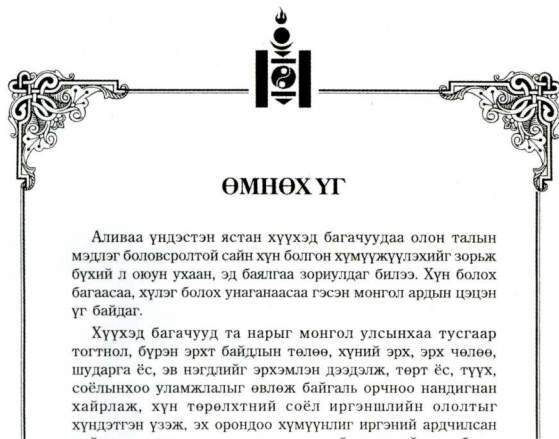 ӨМНӨХ ҮГ
Аливаа үндэстэн ястан хүүхэд багачуудаа олон талын
мэдлэг боловсролтой сайн хүн болгон хүмүүжүүлэхийг зорьж
бүхий л оюун ухаан, эд баялгаа зориулдаг билээ. Хүн болох
багаасаа, хүлэг болох унаганаасаа гэсэн монгол ардын цэцэн
үг байдаг.
Хүүхэд багачууд та нарыг монгол улсынхаа тусгаар
тогтнол, бүрэн эрхт байдлын төлөө, хүний эрх, эрх чөлөө,
шударга ёс, эв нэгдлийг эрхэмлэн дээдэлж, төрт ёс, түүх,
соёлынхоо уламжлалыг өвлөж байгаль орчноо нандигнан
хайрлаж, хүн төрөлхтний соёл иргэншлийн ололтыг
хүндэтгэн үзэж, эх орондоо хүмүүнлиг иргэний ардчилсан